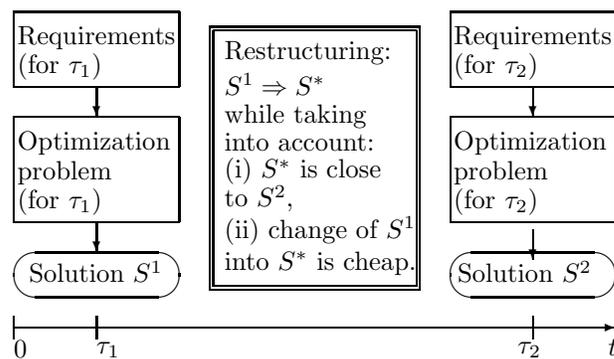 Requirements
(for τ₁)
Optimization
problem
(for τ₁)
Solution S¹
Restructuring:
S¹ ⇒ S*
while taking
into account:
(i) S* is close
to S²,
(ii) change of S¹
into S* is cheap.
Requirements
(for τ₂)
Optimization
problem
(for τ₂)
Solution S²
0 τ₁ τ₂ t